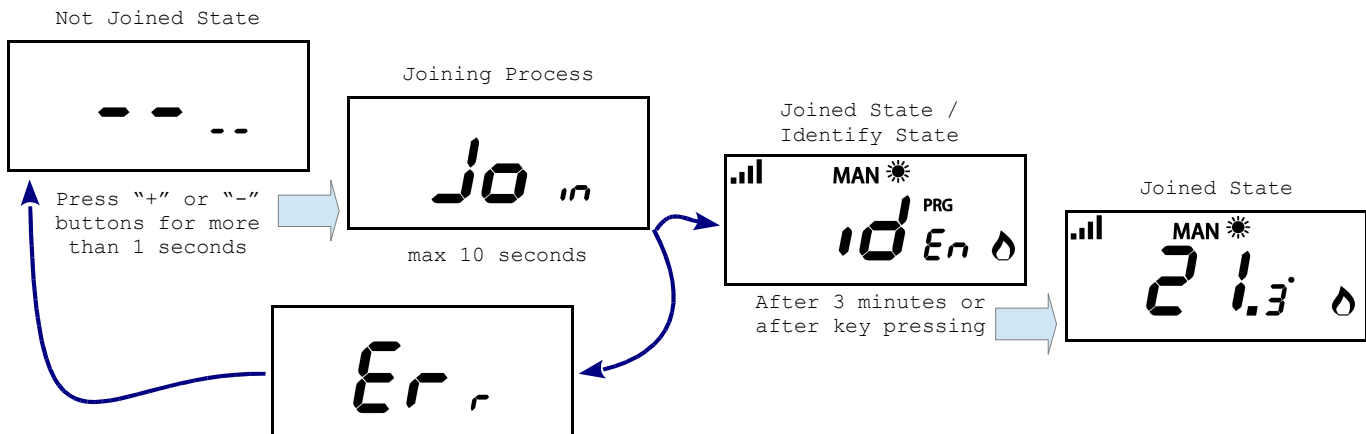 Not Joined State
-- --
Press “+” or “-”
buttons for more
than 1 seconds
Joining Process
Jo in
max 10 seconds
Joined State /
Identify State
MAN
PRG
id En
After 3 minutes or
after key pressing
Joined State
MAN
21.3°
Err